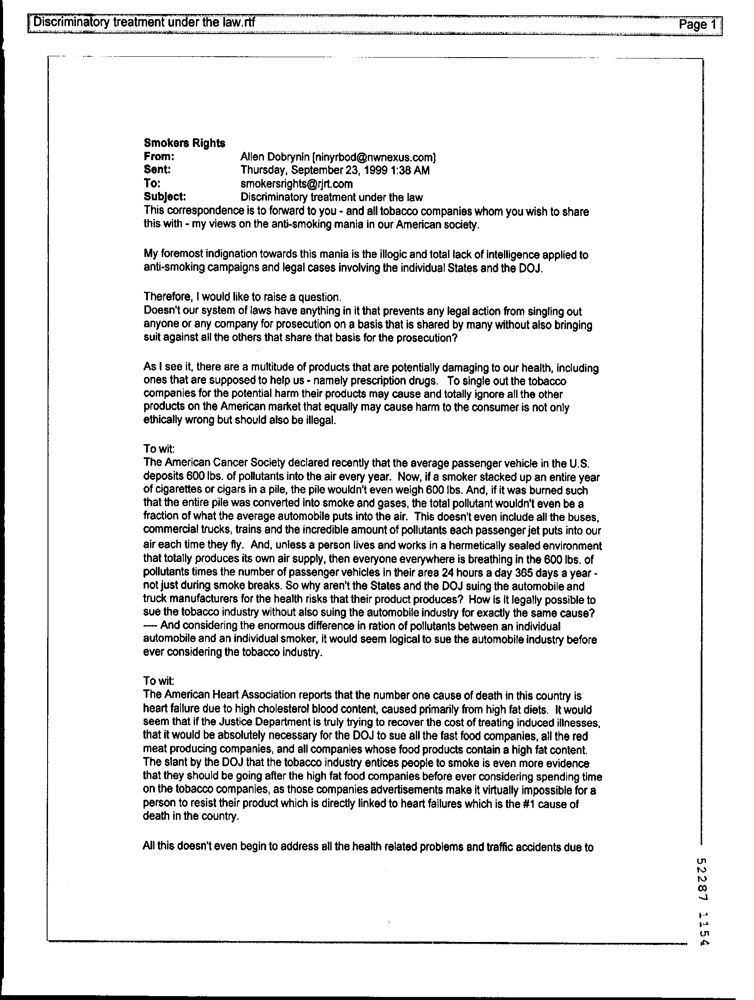 Discriminatory treatment under the law.rtf Page 1
Smokers Rights
From: Allen Dobrynin [ninyrbod@nwnexus.com]
Sent: Thursday, September 23, 1999 1:38 AM
To: smokersrights@rjrt.com
Subject: Discriminatory treatment under the law
This correspondence is to forward to you - and all tobacco companies whom you wish to share
this with - my views on the anti-smoking mania in our American society.
My foremost indignation towards this mania is the illogic and total lack of intelligence applied to
anti-smoking campaigns and legal cases involving the individual States and the DOJ.
Therefore, I would like to raise a question.
Doesn't our system of laws have anything in it that prevents any legal action from singling out
anyone or any company for prosecution on a basis that is shared by many without also bringing
suit against all the others that share that basis for the prosecution?
As I see it, there are a multitude of products that are potentially damaging to our health, including
ones that are supposed to help us - namely prescription drugs. To single out the tobacco
companies for the potential harm their products may cause and totally ignore all the other
products on the American market that equally may cause harm to the consumer is not only
ethically wrong but should also be illegal.
To wit:
The American Cancer Society declared recently that the average passenger vehicle in the U.S.
deposits 600 lbs. of pollutants into the air every year. Now, if a smoker stacked up an entire year
of cigarettes or cigars in a pile, the pile wouldn't even weigh 600 lbs. And, if it was burned such
that the entire pile was converted into smoke and gases, the total pollutant wouldn't even be a
fraction of what the average automobile puts into the air. This doesn't even include all the buses,
commercial trucks, trains and the incredible amount of pollutants each passenger jet puts into our
air each time they fly. And, unless a person lives and works in a hermetically sealed environment
that totally produces its own air supply, then everyone everywhere is breathing in the 600 lbs. of
pollutants times the number of passenger vehicles in their area 24 hours a day 365 days a year -
not just during smoke breaks. So why aren't the States and the DOJ suing the automobile and
truck manufacturers for the health risks that their product produces? How is it legally possible to
sue the tobacco industry without also suing the automobile industry for exactly the same cause?
---- And considering the enormous difference in ration of pollutants between an individual
automobile and an individual smoker, it would seem logical to sue the automobile industry before
ever considering the tobacco industry.
To wit:
The American Heart Association reports that the number one cause of death in this country is
heart failure due to high cholesterol blood content, caused primarily from high fat diets. It would
seem that if the Justice Department is truly trying to recover the cost of treating induced illnesses,
that it would be absolutely necessary for the DOJ to sue all the fast food companies, all the red
meat producing companies, and all companies whose food products contain a high fat content.
The slant by the DOJ that the tobacco industry entices people to smoke is even more evidence
that they should be going after the high fat food companies before ever considering spending time
on the tobacco companies, as those companies advertisements make it virtually impossible for a
person to resist their product which is directly linked to heart failures which is the #1 cause of
death in the country.
All this doesn't even begin to address all the health related problems and traffic accidents due to
52287 1154